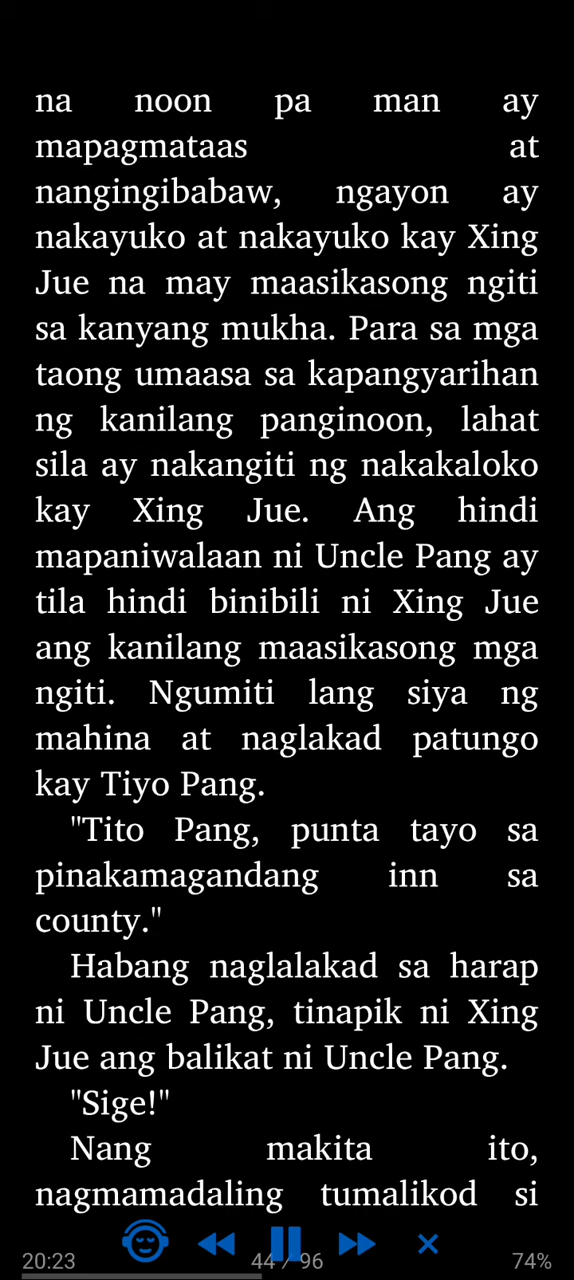 na noon pa man ay
mapagmataas at
nangingibabaw, ngayon ay
nakayuko at nakayuko kay Xing
Jue na may maasikasong ngiti
sa kanyang mukha. Para sa mga
taong umaasa sa kapangyarihan
ng kanilang panginoon, lahat
sila ay nakangiti ng nakakaloko
kay Xing Jue. Ang hindi
mapaniwalaan ni Uncle Pang ay
tila hindi binibili ni Xing Jue
ang kanilang maasikasong mga
ngiti. Ngumiti lang siya ng
mahina at naglakad patungo
kay Tiyo Pang.
"Tito Pang, punta tayo sa
pinakamagandang inn sa
county."
Habang naglalakad sa harap
ni Uncle Pang, tinapik ni Xing
Jue ang balikat ni Uncle Pang.
"Sige!"
Nang makita ito,
nagmamadaling tumalikod si
20:23 44 / 96 74%